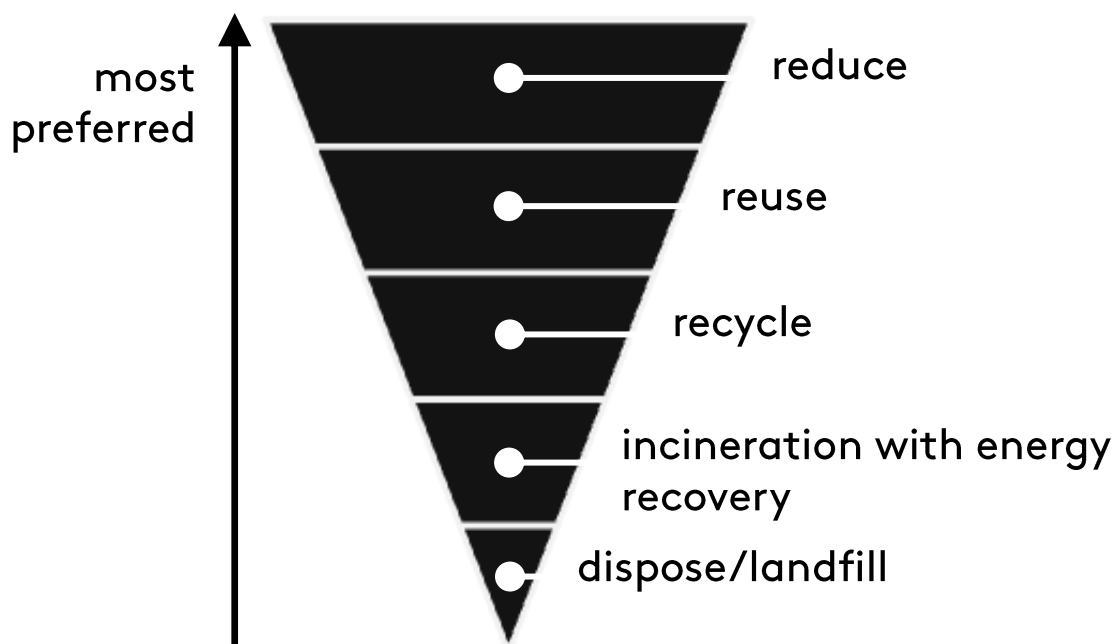 most
preferred
reduce
reuse
recycle
incineration with energy
recovery
dispose/landfill